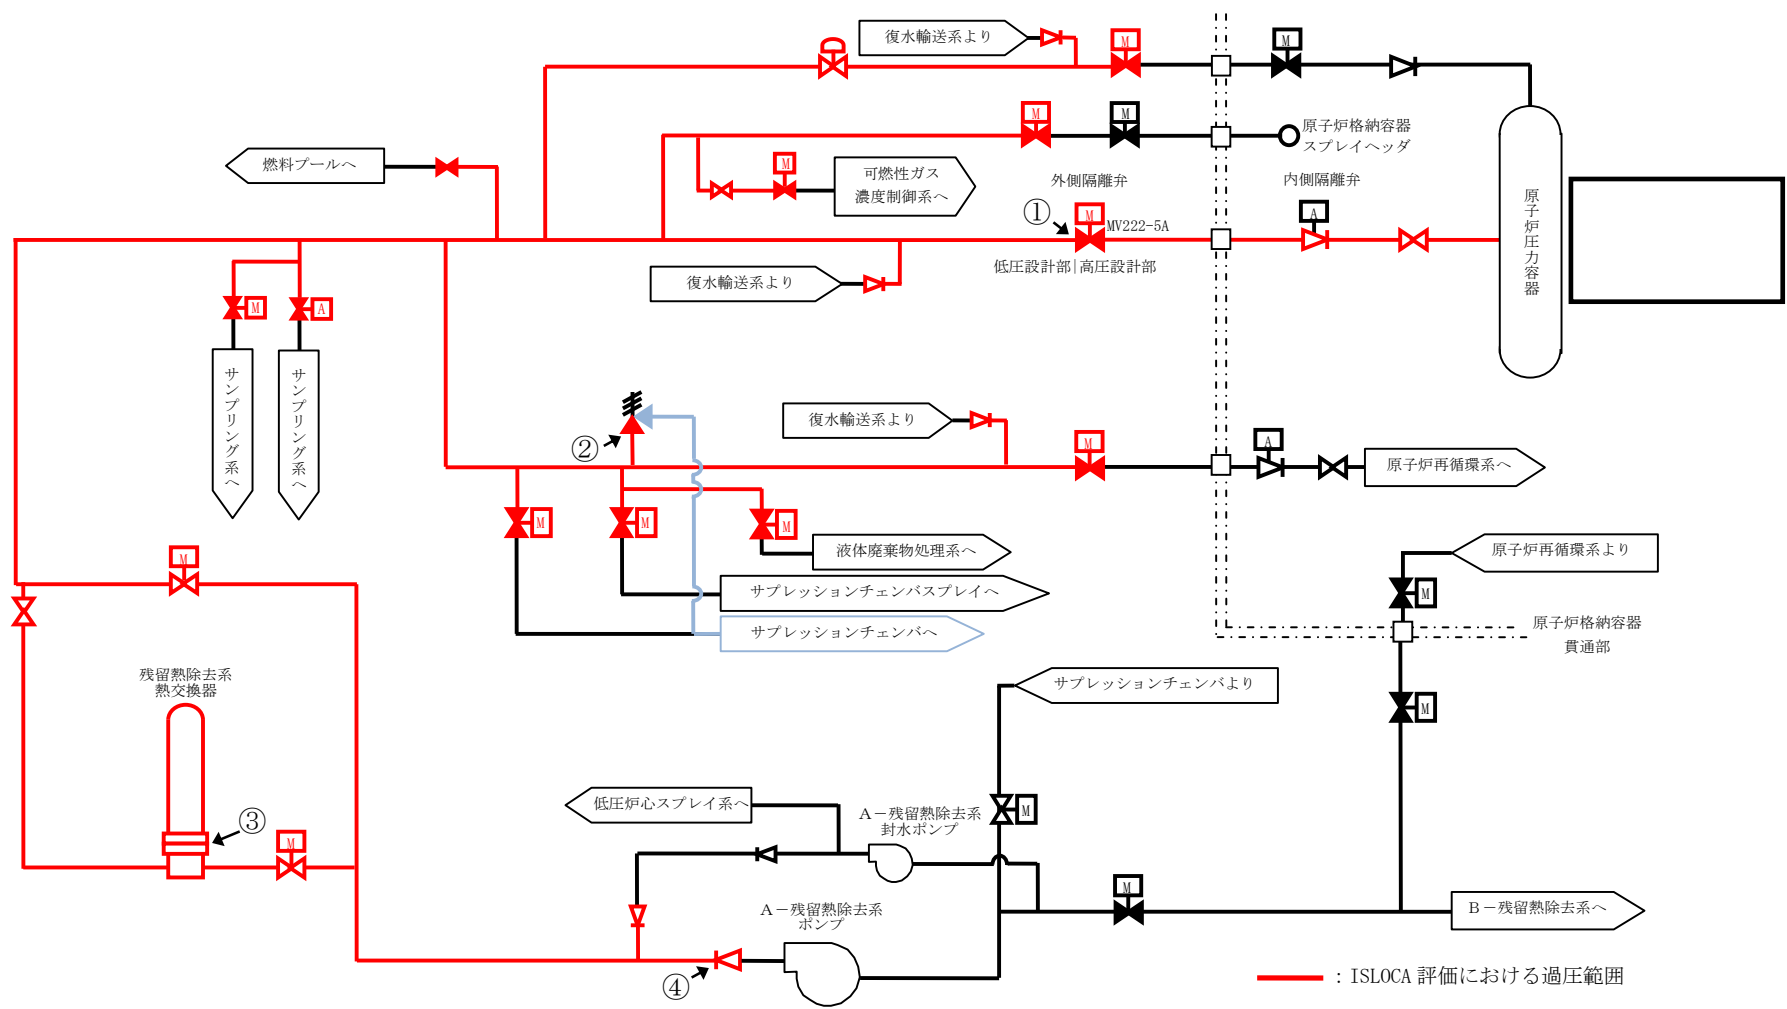 復水輸送系より
M
M
M
M
原子炉格納容器
スプレイヘッダ
燃料プールへ
M
可燃性ガス
濃度制御系へ
外側隔離弁
内側隔離弁
①
M
MV222-5A
A
原子炉圧力容器
低圧設計部|高圧設計部
復水輸送系より
M
A
サンプリング系へ
サンプリング系へ
復水輸送系より
②
M
A
原子炉再循環系へ
M
M
M
液体廃棄物処理系へ
サプレッションチェンバスプレイへ
サプレッションチェンバへ
原子炉再循環系より
M
M
原子炉格納容器
貫通部
残留熱除去系
熱交換器
サプレッションチェンバより
M
③
M
低圧炉心スプレイ系へ
A-残留熱除去系
封水ポンプ
M
M
A-残留熱除去系
ポンプ
B-残留熱除去系へ
④
:ISLOCA 評価における過圧範囲